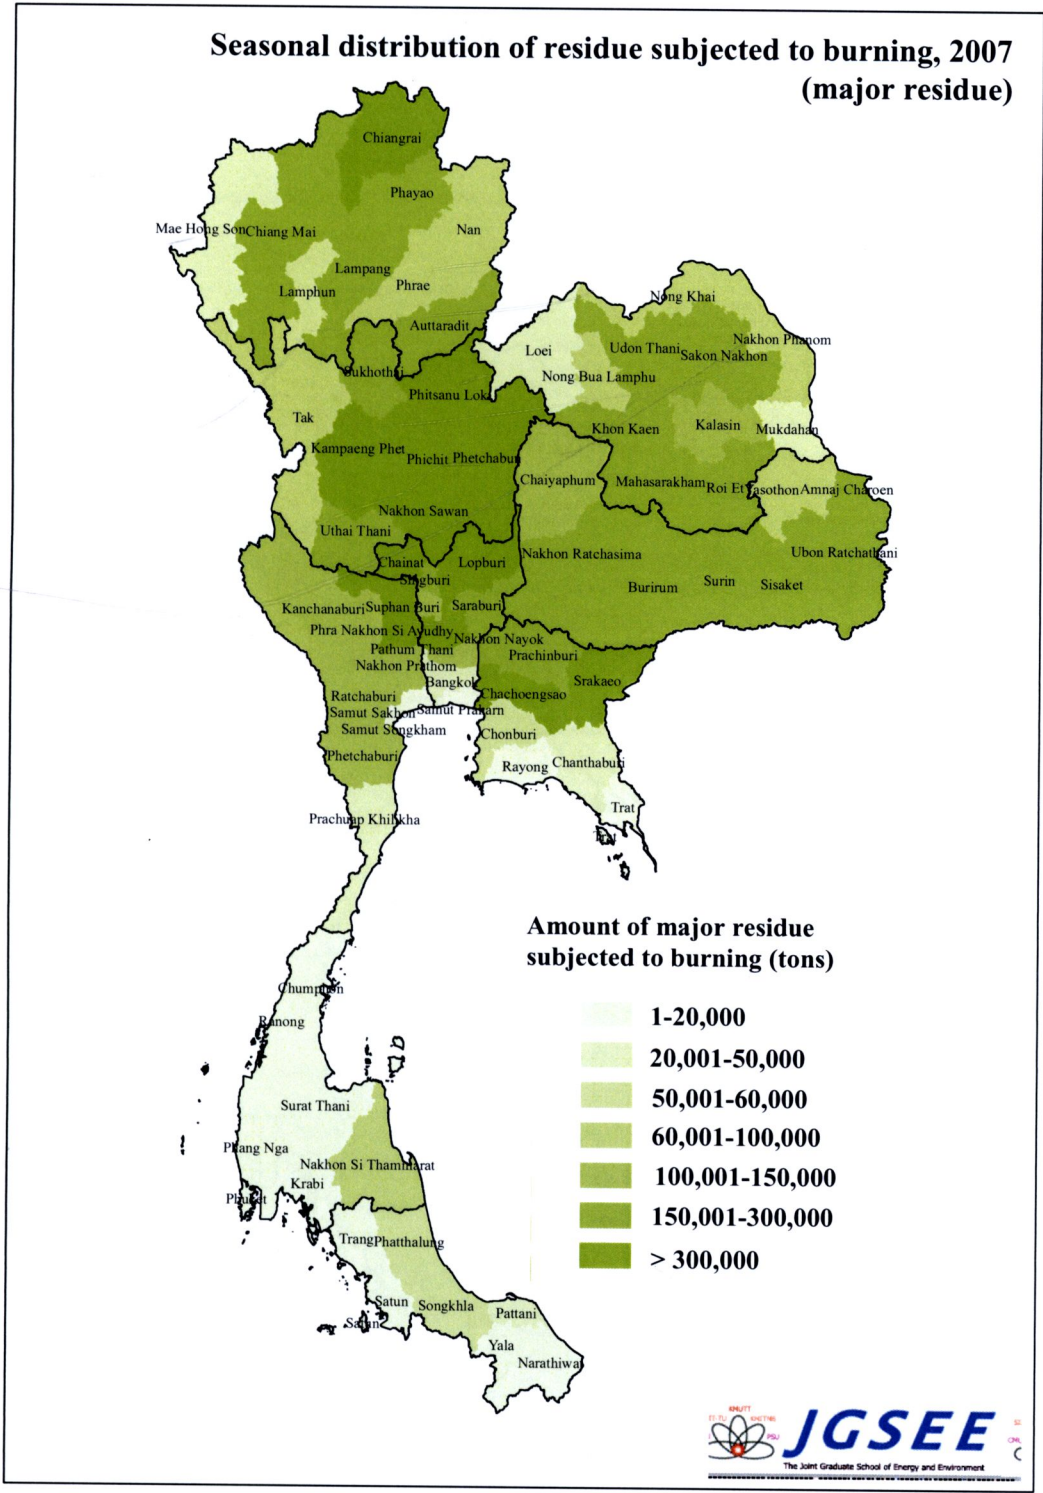 Seasonal distribution of residue subjected to burning, 2007
(major residue)
Chiangrai
Phayao
Mae Hong Son
Chiang Mai
Nan
Lampang
Lamphun
Phrae
Auttaradit
Nong Khai
Loei
Udon Thani
Sakon Nakhon
Nakhon Phanom
Nong Bua Lamphu
Sukhothai
Phitsanu Lok
Tak
Khon Kaen
Kalasin
Mukdahan
Kampaeng Phet
Phichit
Phetchabun
Chaiyaphum
Mahasarakham
Roi Et
Yasothon
Amnaj Charoen
Nakhon Sawan
Uthai Thani
Chainat
Lopburi
Nakhon Ratchasima
Ubon Ratchathani
Singburi
Burirum
Surin
Sisaket
Kanchanaburi
Suphan Buri
Saraburi
Phra Nakhon Si Ayudhy
Nakhon Nayok
Pathum Thani
Prachinburi
Nakhon Prathom
Bangkok
Srakaeo
Ratchaburi
Chachoengsao
Samut Sakhon
Samut Prakarn
Samut Songkham
Chonburi
Phetchaburi
Rayong
Chanthaburi
Trat
Prachuap Khilikha
Trat
Amount of major residue
subjected to burning (tons)
Chumphon
Ranong
1-20,000
20,001-50,000
50,001-60,000
60,001-100,000
100,001-150,000
150,001-300,000
> 300,000
Surat Thani
Phang Nga
Nakhon Si Thammarat
Krabi
Phuket
Trang
Phatthalung
Satun
Songkhla
Pattani
Satun
Yala
Narathiwa
KMUTT
KMITNB
PSU
JGSEE
The Joint Graduate School of Energy and Environment